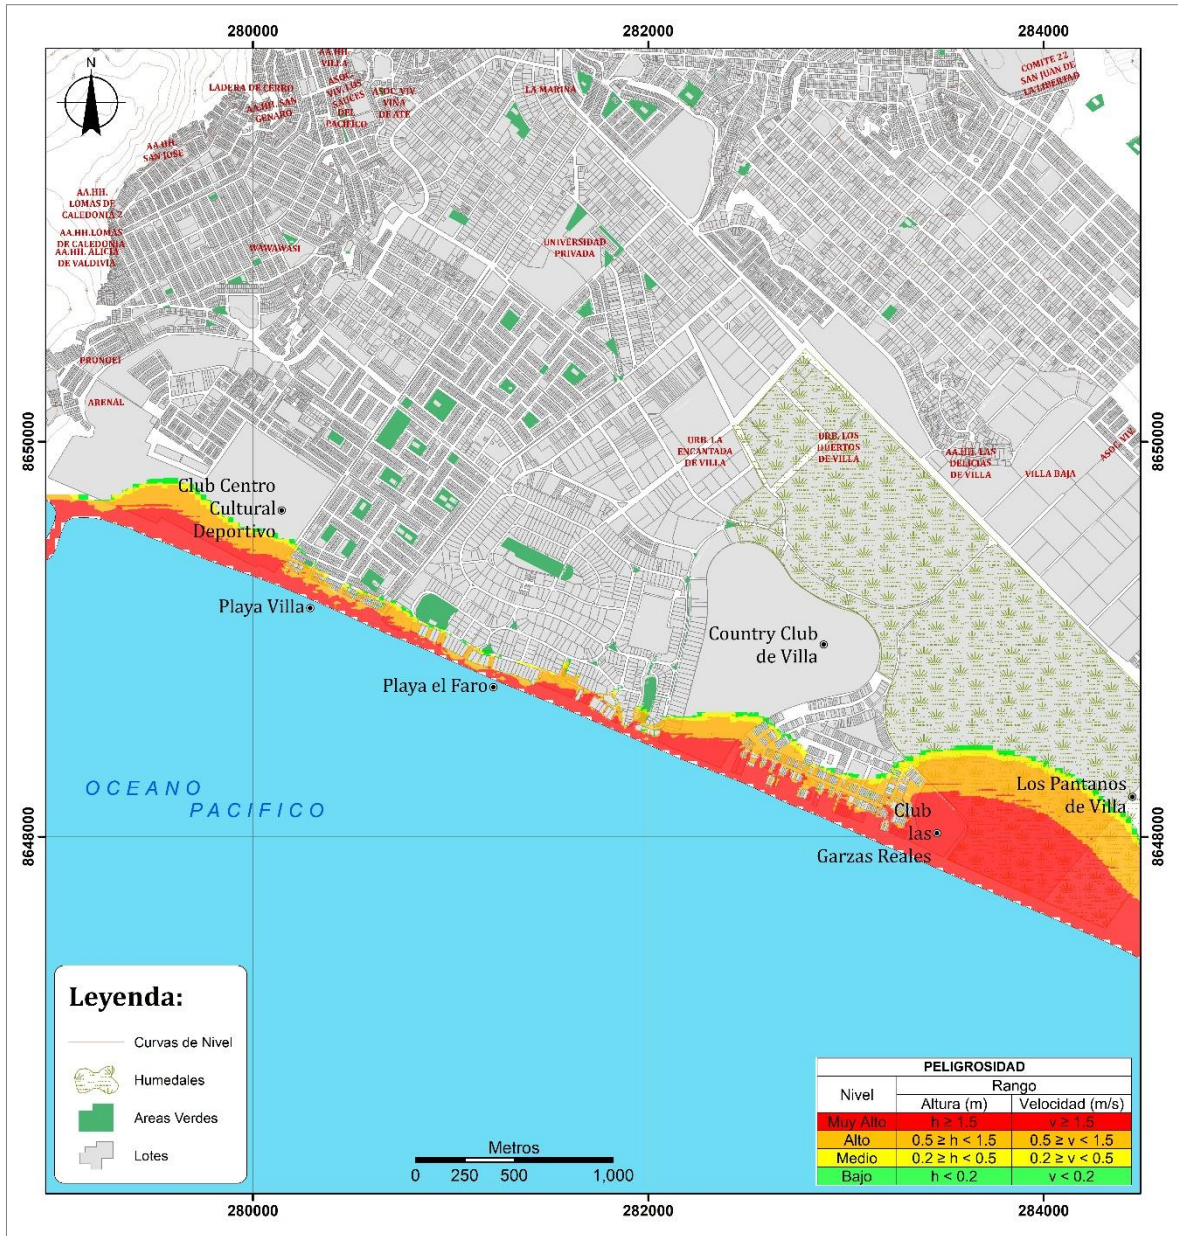 280000
282000
284000
N
AA.HH.
VILLA
ASOC.
VIV. LOS
SAUCES
DEL
PACIFICO
LADERA DE CERRO
AA.HH. SAN
GENARO
ASOC. VIV.
VIÑA
DE ATE
LA MARINA
COMITE 22
SAN JUAN DE
LA LIBERTAD
AA.HH.
SAN JOSE
AA.HH.
LOMAS DE
CALEDONIA 2
AA.HH.LOMAS
DE CALEDONIA
AA.HH. ALICIA
DE VALDIVIA
WAWAWASI
UNIVERSIDAD
PRIVADA
PRONOEI
ARENAL
8650000
8650000
URB. LA
ENCANTADA
DE VILLA
URB. LOS
HUERTOS
DE VILLA
AA.HH. LAS
DELICIAS
DE VILLA
VILLA BAJA
ASOC. VIV.
Club Centro
Cultural
Deportivo
Playa Villa
Country Club
de Villa
Playa el Faro
OCEANO
PACIFICO
Los Pantanos
de Villa
Club
las
Garzas Reales
8648000
8648000
Leyenda:
Curvas de Nivel
Humedales
Areas Verdes
Lotes
Metros
0 250 500 1,000
PELIGROSIDAD
Nivel Rango
Altura (m) Velocidad (m/s)
Muy Alto h ≥ 1.5 v ≥ 1.5
Alto 0.5 ≥ h < 1.5 0.5 ≥ v < 1.5
Medio 0.2 ≥ h < 0.5 0.2 ≥ v < 0.5
Bajo h < 0.2 v < 0.2
280000
282000
284000